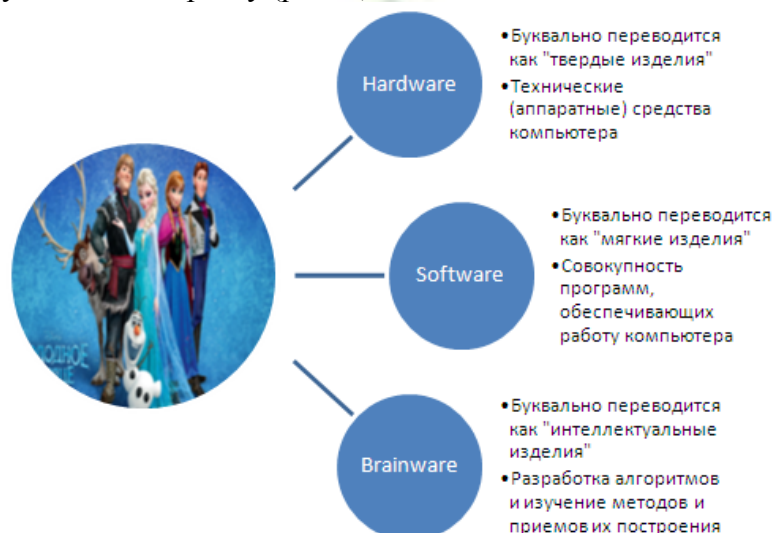 Hardware
•Буквально переводится
как "твердые изделия"
•Технические
(аппаратные) средства
компьютера
Software
•Буквально переводится
как "мягкие изделия"
•Совокупность
программ,
обеспечивающих
работу компьютера
Brainware
•Буквально переводится
как "интеллектуальные
изделия"
•Разработка алгоритмов
и изучение методов и
приемов их построения